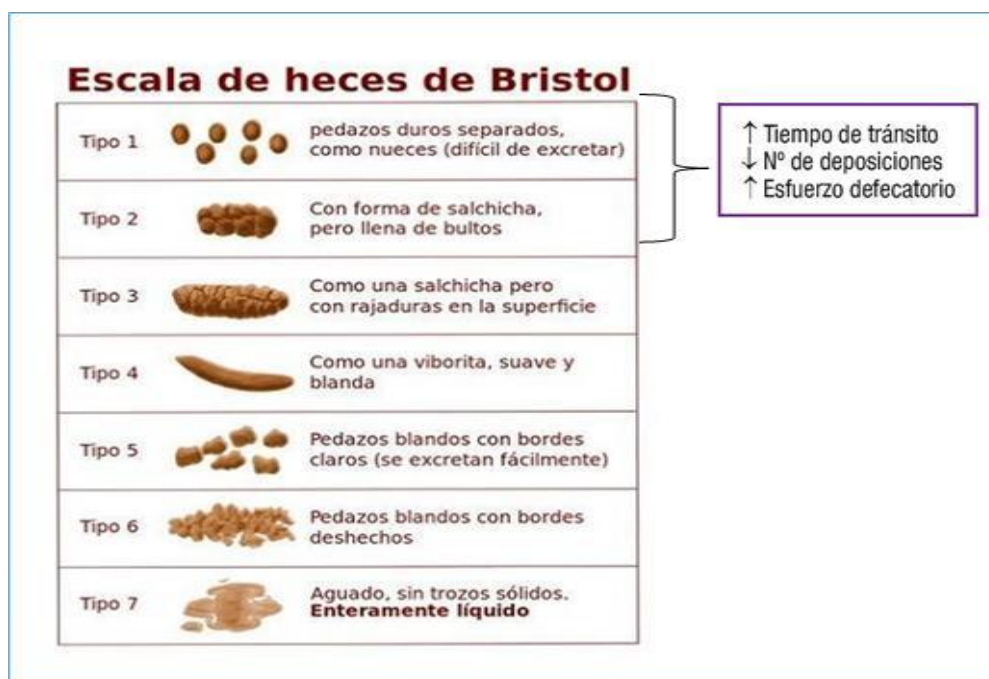 Escala de heces de Bristol
Tipo 1
pedazos duros separados,
como nueces (difícil de excretar)
Tipo 2
Con forma de salchicha,
pero llena de bultos
Tipo 3
Como una salchicha pero
con rajaduras en la superficie
Tipo 4
Como una viborita, suave y
blanda
Tipo 5
Pedazos blandos con bordes
claros (se excretan fácilmente)
Tipo 6
Pedazos blandos con bordes
deshechos
Tipo 7
Aguado, sin trozos sólidos.
Enteramente líquido
↑ Tiempo de tránsito
↓ Nº de deposiciones
↑ Esfuerzo defecatorio